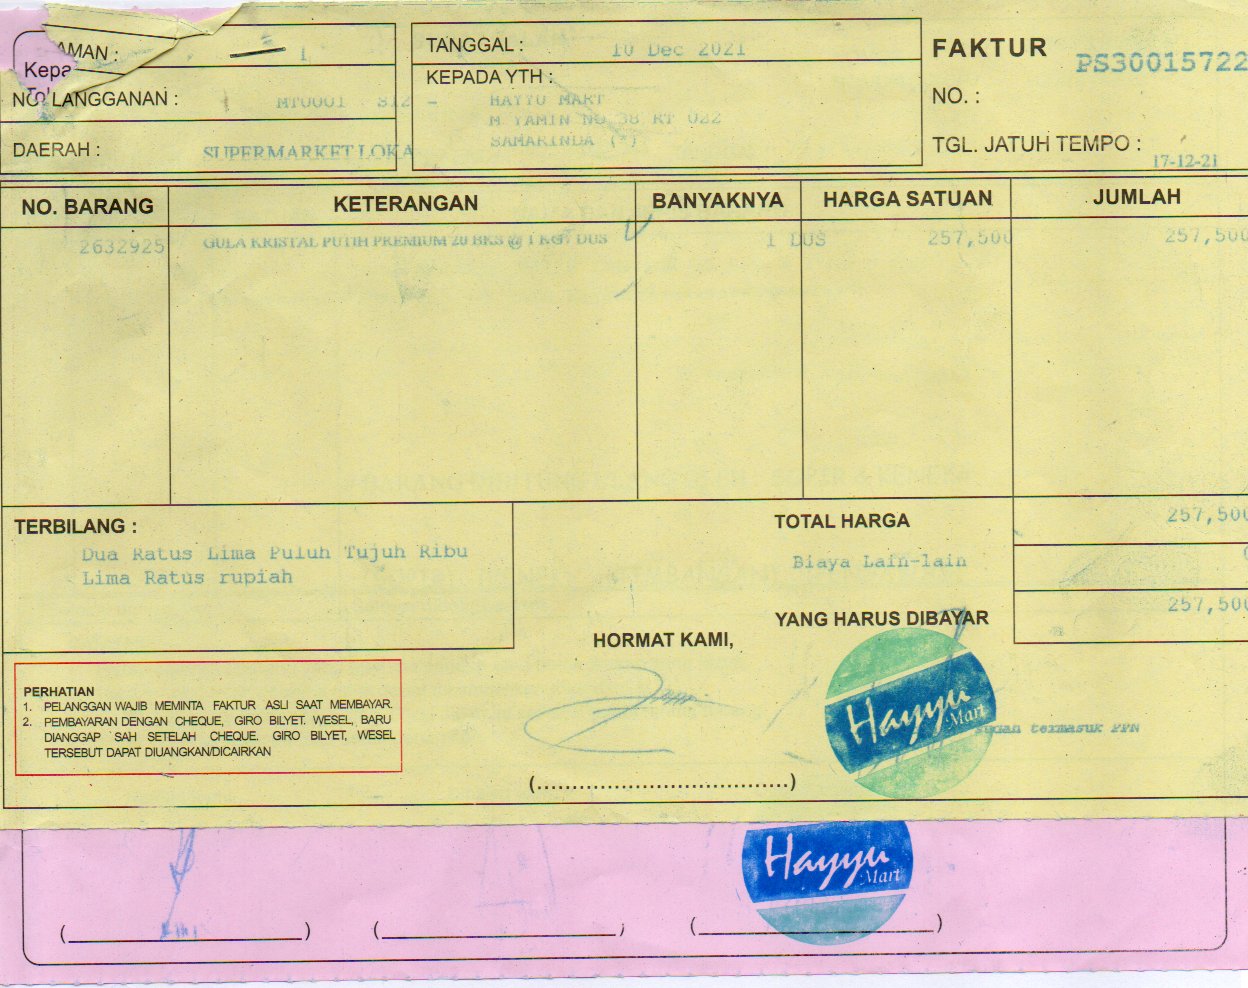 AMAN : 1
Kepa
NO. LANGGANAN : MT0001 S12 -
DAERAH : SUPERMARKET LOKA
TANGGAL : 10 Dec 2021
KEPADA YTH :
HAYYU MART
M YAMIN NO 38 RT 022
SAMARINDA (*)
FAKTUR
PS30015722
NO. :
TGL. JATUH TEMPO :
17-12-21
NO. BARANG KETERANGAN BANYAKNYA HARGA SATUAN JUMLAH
2632925 GULA KRISTAL PUTIH PREMIUM 20 BKS @ 1 KG/ DUS 1 DUS 257,500 257,500
TERBILANG :
Dua Ratus Lima Puluh Tujuh Ribu
Lima Ratus rupiah
TOTAL HARGA 257,500
Biaya Lain-lain 0
YANG HARUS DIBAYAR 257,500
HORMAT KAMI,
PERHATIAN
1. PELANGGAN WAJIB MEMINTA FAKTUR ASLI SAAT MEMBAYAR.
2. PEMBAYARAN DENGAN CHEQUE, GIRO BILYET. WESEL, BARU
DIANGGAP SAH SETELAH CHEQUE. GIRO BILYET, WESEL
TERSEBUT DAPAT DIUANGKAN/DICAIRKAN
Hayyu
Mart
sudah termasuk PPN
(...................................)
Hayyu
Mart